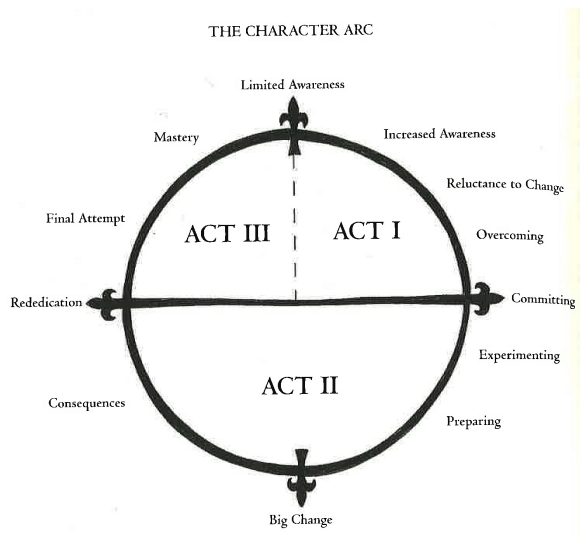 THE CHARACTER ARC
Limited Awareness
Increased Awareness
Reluctance to Change
Overcoming
Committing
Experimenting
Preparing
Big Change
Consequences
Rededication
Final Attempt
Mastery
ACT I
ACT II
ACT III